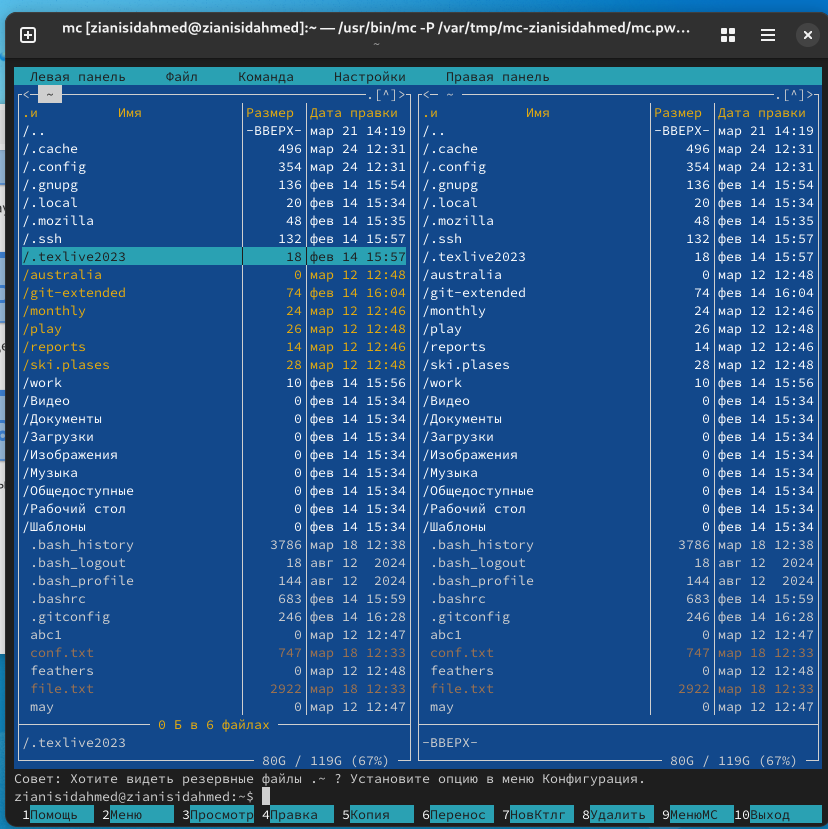 mc [zianisidahmed@zianisidahmed]:~ — /usr/bin/mc -P /var/tmp/mc-zianisidahmed/mc.pw…
~
Левая панель Файл Команда Настройки Правая панель
<— ~ .[^]> <— ~ .[^]>
.и Имя Размер Дата правки .и Имя Размер Дата правки
/.. -ВВЕРХ- мар 21 14:19 /.. -ВВЕРХ- мар 21 14:19
/.cache 496 мар 24 12:31 /.cache 496 мар 24 12:31
/.config 354 мар 24 12:31 /.config 354 мар 24 12:31
/.gnupg 136 фев 14 15:54 /.gnupg 136 фев 14 15:54
/.local 20 фев 14 15:34 /.local 20 фев 14 15:34
/.mozilla 48 фев 14 15:35 /.mozilla 48 фев 14 15:35
/.ssh 132 фев 14 15:57 /.ssh 132 фев 14 15:57
/.texlive2023 18 фев 14 15:57 /.texlive2023 18 фев 14 15:57
/australia 0 мар 12 12:48 /australia 0 мар 12 12:48
/git-extended 74 фев 14 16:04 /git-extended 74 фев 14 16:04
/monthly 24 мар 12 12:46 /monthly 24 мар 12 12:46
/play 26 мар 12 12:48 /play 26 мар 12 12:48
/reports 14 мар 12 12:46 /reports 14 мар 12 12:46
/ski.plases 28 мар 12 12:48 /ski.plases 28 мар 12 12:48
/work 10 фев 14 15:56 /work 10 фев 14 15:56
/Видео 0 фев 14 15:34 /Видео 0 фев 14 15:34
/Документы 0 фев 14 15:34 /Документы 0 фев 14 15:34
/Загрузки 0 фев 14 15:34 /Загрузки 0 фев 14 15:34
/Изображения 0 фев 14 15:34 /Изображения 0 фев 14 15:34
/Музыка 0 фев 14 15:34 /Музыка 0 фев 14 15:34
/Общедоступные 0 фев 14 15:34 /Общедоступные 0 фев 14 15:34
/Рабочий стол 0 фев 14 15:34 /Рабочий стол 0 фев 14 15:34
/Шаблоны 0 фев 14 15:34 /Шаблоны 0 фев 14 15:34
.bash_history 3786 мар 18 12:38 .bash_history 3786 мар 18 12:38
.bash_logout 18 авг 12 2024 .bash_logout 18 авг 12 2024
.bash_profile 144 авг 12 2024 .bash_profile 144 авг 12 2024
.bashrc 683 фев 14 15:59 .bashrc 683 фев 14 15:59
.gitconfig 246 фев 14 16:28 .gitconfig 246 фев 14 16:28
abc1 0 мар 12 12:47 abc1 0 мар 12 12:47
conf.txt 747 мар 18 12:33 conf.txt 747 мар 18 12:33
feathers 0 мар 12 12:48 feathers 0 мар 12 12:48
file.txt 2922 мар 18 12:33 file.txt 2922 мар 18 12:33
may 0 мар 12 12:47 may 0 мар 12 12:47
0 Б в 6 файлах
/.texlive2023 -ВВЕРХ-
80G / 119G (67%) 80G / 119G (67%)
Совет: Хотите видеть резервные файлы .~ ? Установите опцию в меню Конфигурация.
zianisidahmed@zianisidahmed:~$
1Помощь 2Меню 3Просмотр 4Правка 5Копия 6Перенос 7НовКтлг 8Удалить 9МенюМС 10Выход